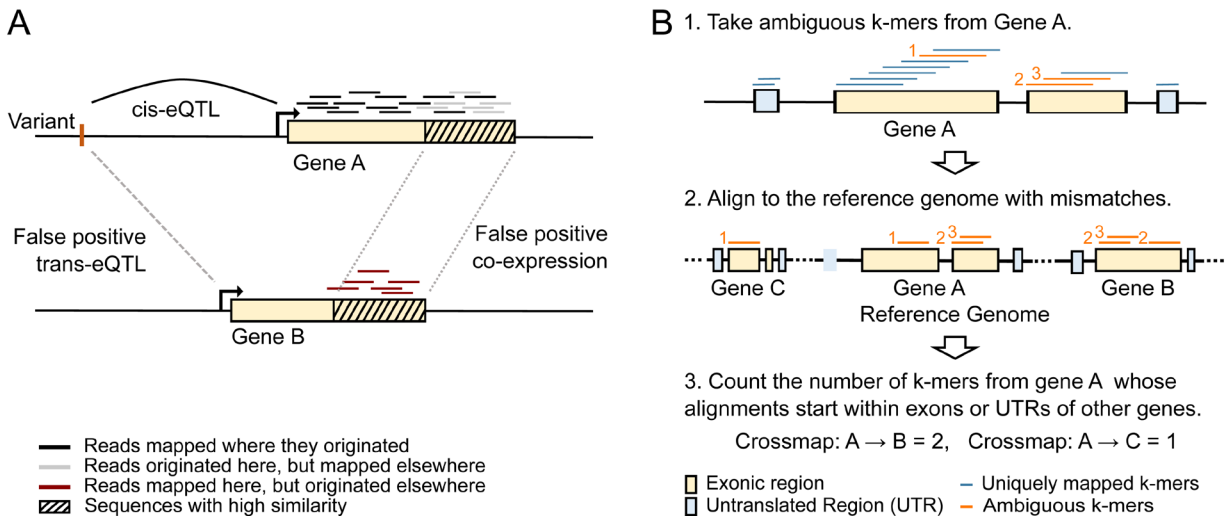 A
cis-eQTL
Variant
Gene A
False positive
trans-eQTL
False positive
co-expression
Gene B
Reads mapped where they originated
Reads originated here, but mapped elsewhere
Reads mapped here, but originated elsewhere
Sequences with high similarity
B
1. Take ambiguous k-mers from Gene A.
1
2 3
Gene A
2. Align to the reference genome with mismatches.
1 1 2 3 2 3 2
Gene C Gene A Gene B
Reference Genome
3. Count the number of k-mers from gene A whose
alignments start within exons or UTRs of other genes.
Crossmap: A → B = 2, Crossmap: A → C = 1
Exonic region
Untranslated Region (UTR)
Uniquely mapped k-mers
Ambiguous k-mers